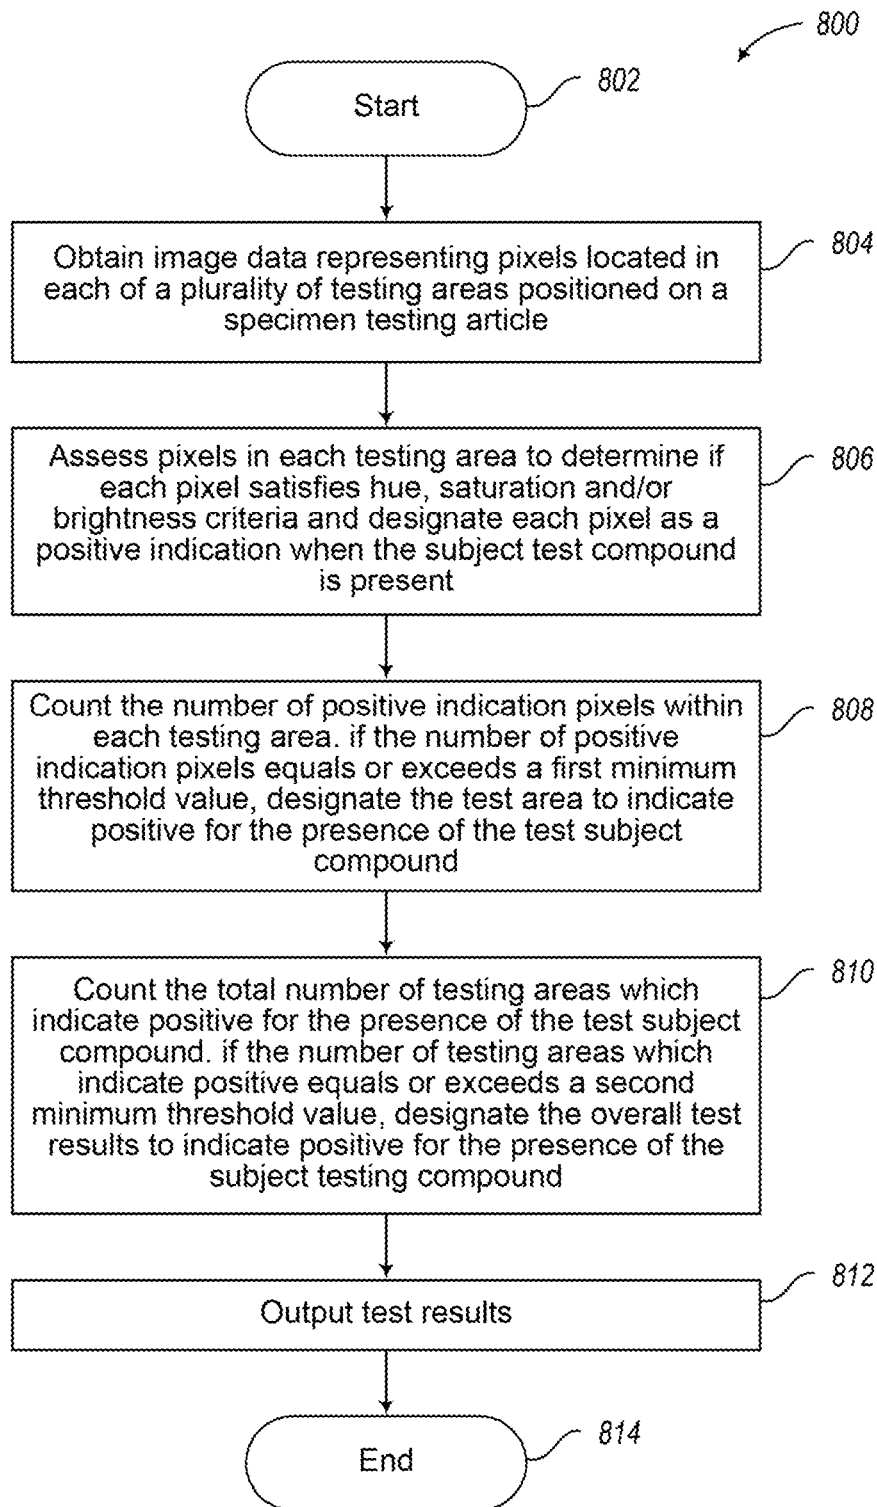 800
Start
802
Obtain image data representing pixels located in
each of a plurality of testing areas positioned on a
specimen testing article
804
Assess pixels in each testing area to determine if
each pixel satisfies hue, saturation and/or
brightness criteria and designate each pixel as a
positive indication when the subject test compound
is present
806
Count the number of positive indication pixels within
each testing area. if the number of positive
indication pixels equals or exceeds a first minimum
threshold value, designate the test area to indicate
positive for the presence of the test subject
compound
808
Count the total number of testing areas which
indicate positive for the presence of the test subject
compound. if the number of testing areas which
indicate positive equals or exceeds a second
minimum threshold value, designate the overall test
results to indicate positive for the presence of the
subject testing compound
810
Output test results
812
End
814